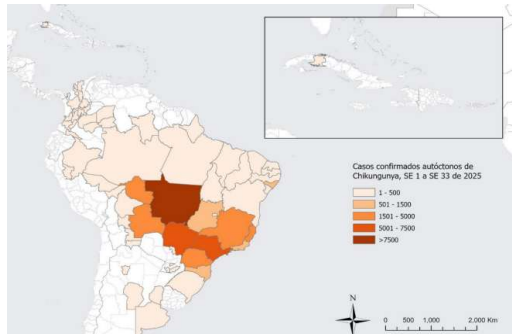 Casos confirmados autóctonos de
Chikungunya, SE 1 a SE 33 de 2025
1 - 500
501 - 1500
1501 - 5000
5001 - 7500
>7500
N
0 500 1.000 2.000 Km